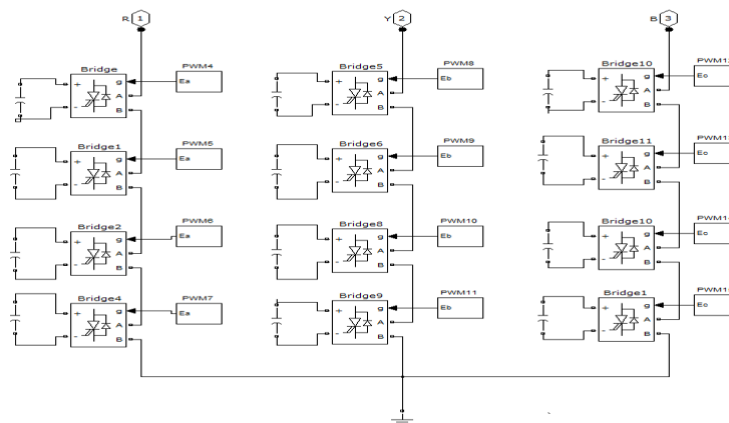 R 1
Y 2
B 3
Bridge
PWM4
+
-
g
A
B
Ea
Bridge5
PWM8
+
-
g
A
B
Eb
Bridge10
+
-
g
A
B
Ec
Bridge1
PWM5
+
-
g
A
B
Ea
Bridge6
PWM9
+
-
g
A
B
Eb
Bridge11
+
-
g
A
B
Ec
Bridge2
PWM6
+
-
g
A
B
Ea
Bridge8
PWM10
+
-
g
A
B
Eb
Bridge10
+
-
g
A
B
Ec
Bridge4
PWM7
+
-
g
A
B
Ea
Bridge9
PWM11
+
-
g
A
B
Eb
Bridge1
+
-
g
A
B
Ec